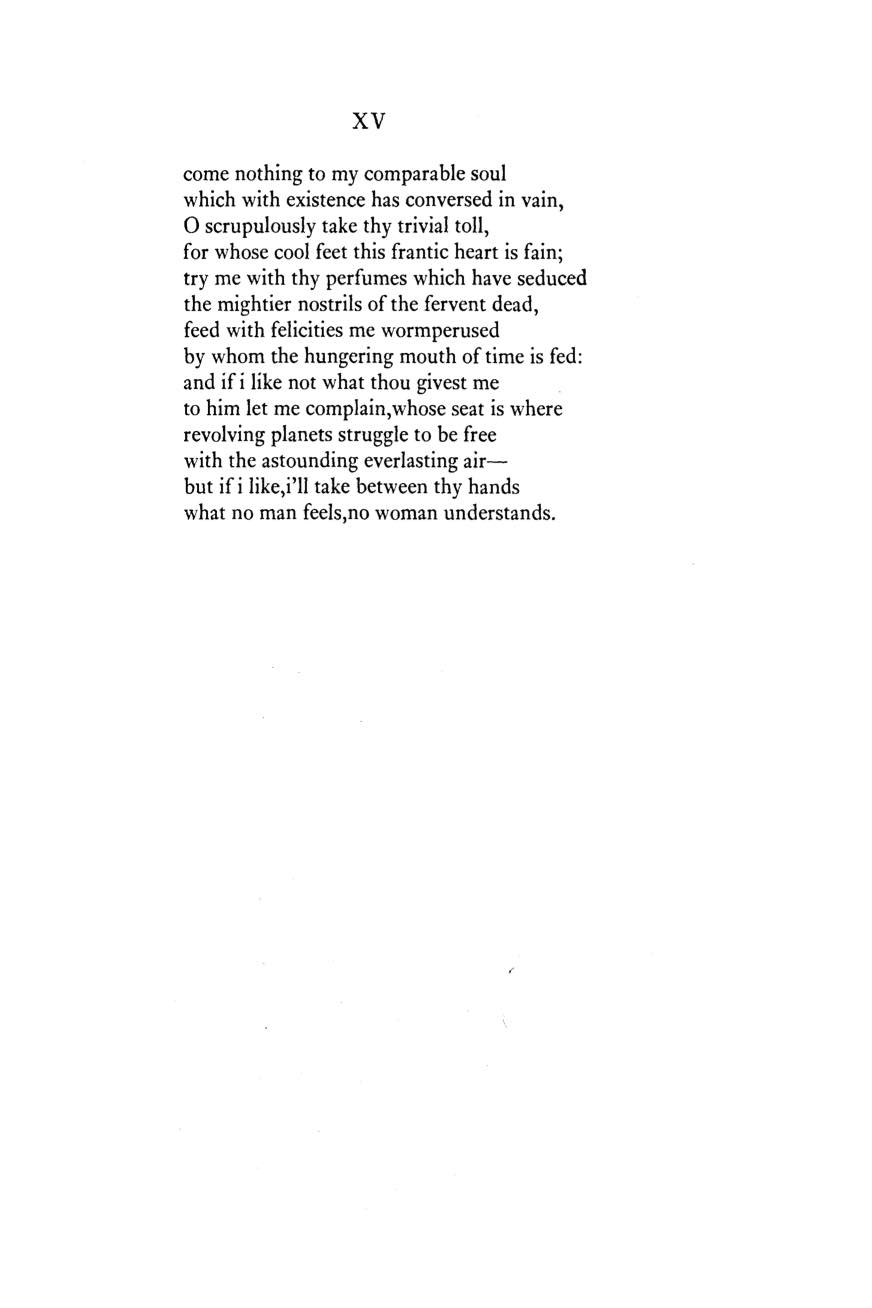 XV
come nothing to my comparable soul
which with existence has conversed in vain,
O scrupulously take thy trivial toll,
for whose cool feet this frantic heart is fain;
try me with thy perfumes which have seduced
the mightier nostrils of the fervent dead,
feed with felicities me wormperused
by whom the hungering mouth of time is fed:
and if i like not what thou givest me
to him let me complain,whose seat is where
revolving planets struggle to be free
with the astounding everlasting air—
but if i like,i’ll take between thy hands
what no man feels,no woman understands.